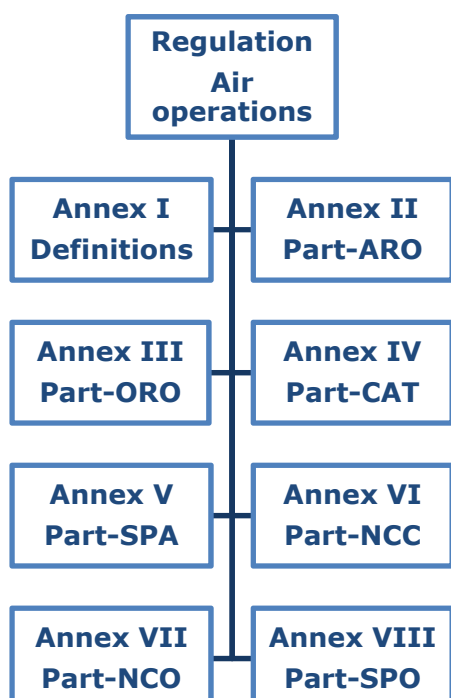 Regulation
Air
operations
Annex I
Definitions
Annex II
Part-ARO
Annex III
Part-ORO
Annex IV
Part-CAT
Annex V
Part-SPA
Annex VI
Part-NCC
Annex VII
Part-NCO
Annex VIII
Part-SPO